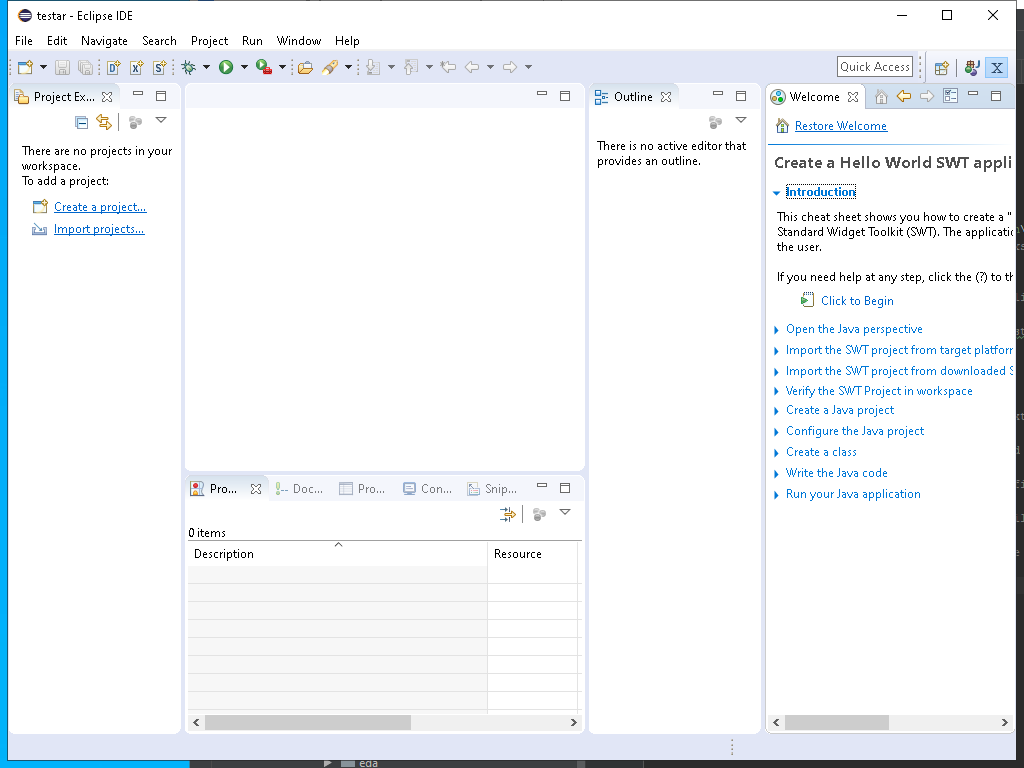 testar - Eclipse IDE
File Edit Navigate Search Project Run Window Help
Quick Access
Project Ex...
There are no projects in your
workspace.
To add a project:
Create a project...
Import projects...
Outline
There is no active editor that
provides an outline.
Welcome
Restore Welcome
Create a Hello World SWT appli
Introduction
This cheat sheet shows you how to create a "
Standard Widget Toolkit (SWT). The applicatio
the user.
If you need help at any step, click the (?) to th
Click to Begin
Open the Java perspective
Import the SWT project from target platforn
Import the SWT project from downloaded S
Verify the SWT Project in workspace
Create a Java project
Configure the Java project
Create a class
Write the Java code
Run your Java application
Pro... Doc... Pro... Con... Snip...
0 items
Description Resource
eda